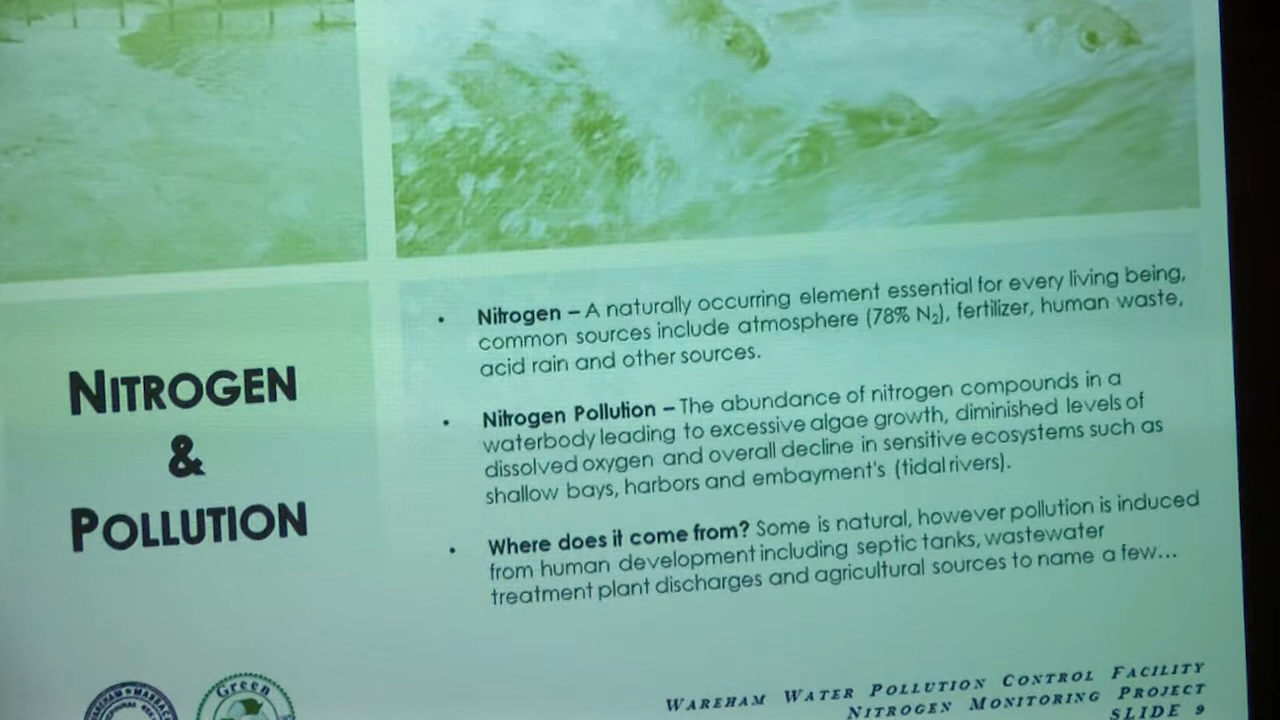 NITROGEN
&
POLLUTION
• Nitrogen – A naturally occurring element essential for every living being,
common sources include atmosphere (78% N₂), fertilizer, human waste,
acid rain and other sources.
• Nitrogen Pollution – The abundance of nitrogen compounds in a
waterbody leading to excessive algae growth, diminished levels of
dissolved oxygen and overall decline in sensitive ecosystems such as
shallow bays, harbors and embayment's (tidal rivers).
• Where does it come from? Some is natural, however pollution is induced
from human development including septic tanks, wastewater
treatment plant discharges and agricultural sources to name a few...
Green
WAREHAM WATER POLLUTION CONTROL FACILITY
NITROGEN MONITORING PROJECT
SLIDE 9